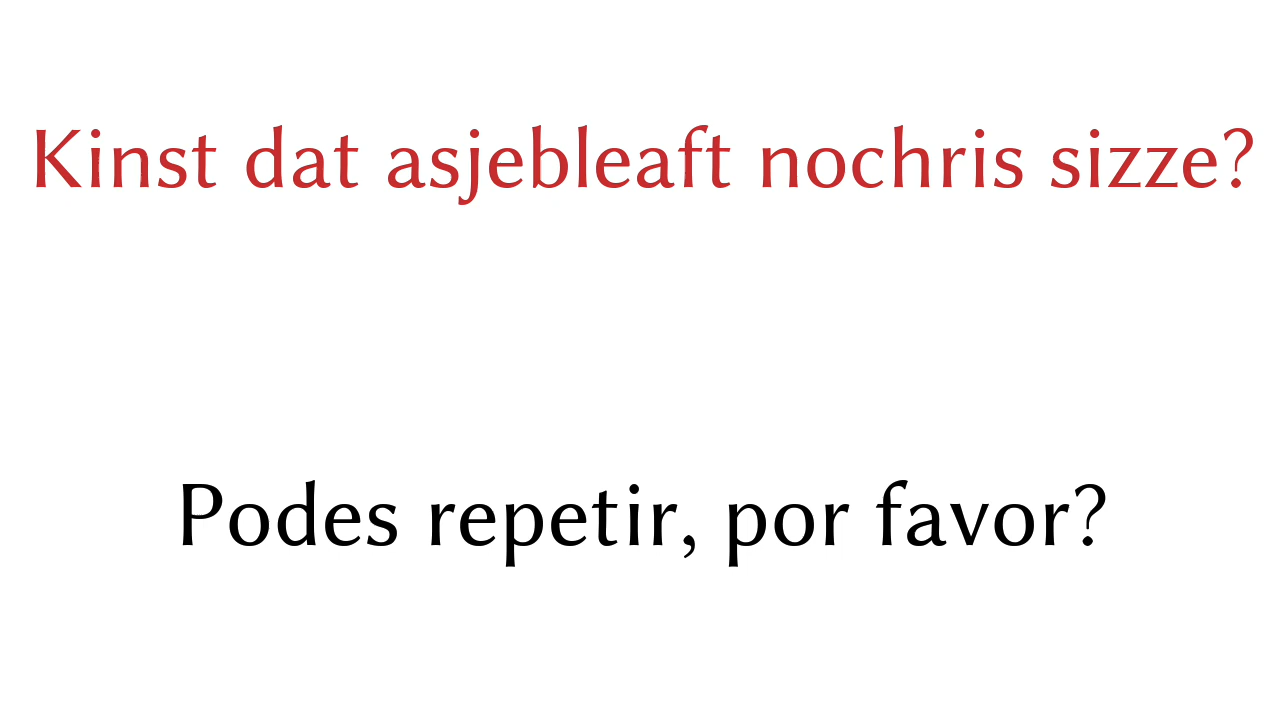 Kinst dat asjebleaft nochris sizze?
Podes repetir, por favor?